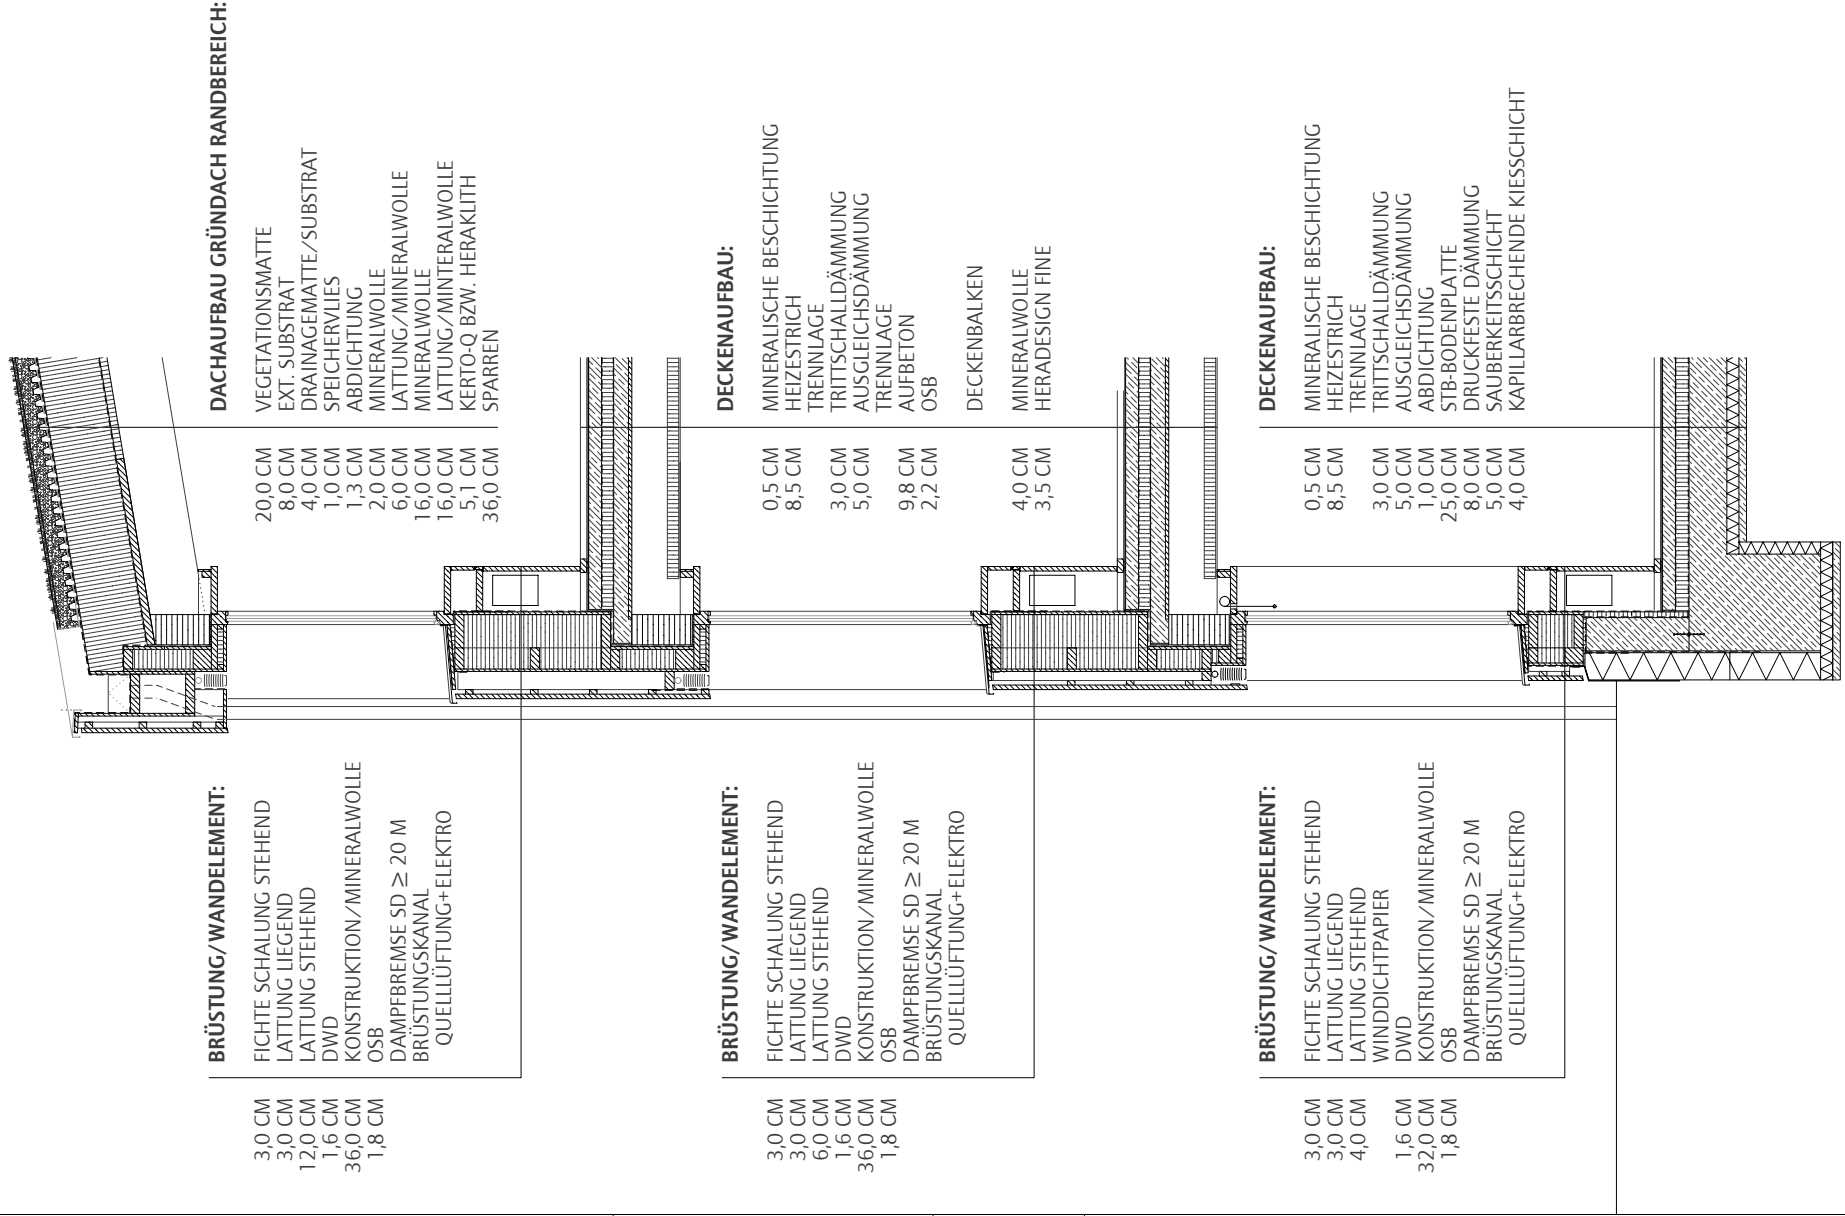 BRÜSTUNG/WANDELEMENT:
3,0 CM FICHTE SCHALUNG STEHEND
3,0 CM LATTUNG LIEGEND
12,0 CM LATTUNG STEHEND
1,6 CM DWD
36,0 CM KONSTRUKTION/MINERALWOLLE
1,8 CM OSB
DAMPFBREMSE SD ≥ 20 M
BRÜSTUNGSKANAL
QUELLLÜFTUNG+ELEKTRO
DACHAUFBAU GRÜNDACH RANDBEREICH:
20,0 CM VEGETATIONSMATTE
8,0 CM EXT. SUBSTRAT
4,0 CM DRAINAGEMATTE/SUBSTRAT
1,0 CM SPEICHERVLIES
1,3 CM ABDICHTUNG
2,0 CM MINERALWOLLE
6,0 CM LATTUNG/MINERALWOLLE
16,0 CM MINERALWOLLE
16,0 CM LATTUNG/MINTERALWOLLE
5,1 CM KERTO-Q BZW. HERAKLITH
36,0 CM SPAREN
BRÜSTUNG/WANDELEMENT:
3,0 CM FICHTE SCHALUNG STEHEND
3,0 CM LATTUNG LIEGEND
6,0 CM LATTUNG STEHEND
1,6 CM DWD
36,0 CM KONSTRUKTION/MINERALWOLLE
1,8 CM OSB
DAMPFBREMSE SD ≥ 20 M
BRÜSTUNGSKANAL
QUELLLÜFTUNG+ELEKTRO
DECKENAUFBAU:
0,5 CM MINERALISCHE BESCHICHTUNG
8,5 CM HEIZESTRICH
TRENNLAGE
3,0 CM TRITTSCHALLDÄMMUNG
5,0 CM AUSGLEICHSDÄMMUNG
TRENNLAGE
9,8 CM AUFBETON
2,2 CM OSB
DECKENBALKEN
4,0 CM MINERALWOLLE
3,5 CM HERADESIGN FINE
BRÜSTUNG/WANDELEMENT:
3,0 CM FICHTE SCHALUNG STEHEND
3,0 CM LATTUNG LIEGEND
4,0 CM LATTUNG STEHEND
WINDDICHTPAPIER
1,6 CM DWD
32,0 CM KONSTRUKTION/MINERALWOLLE
1,8 CM OSB
DAMPFBREMSE SD ≥ 20 M
BRÜSTUNGSKANAL
QUELLLÜFTUNG+ELEKTRO
DECKENAUFBAU:
0,5 CM MINERALISCHE BESCHICHTUNG
8,5 CM HEIZESTRICH
TRENNLAGE
3,0 CM TRITTSCHALLDÄMMUNG
5,0 CM AUSGLEICHSDÄMMUNG
1,0 CM ABDICHTUNG
25,0 CM STB-BODENPLATTE
8,0 CM DRUCKFESTE DÄMMUNG
5,0 CM SAUBERKEITSSCHICHT
4,0 CM KAPILLARBRECHENDE KIESSCHICHT